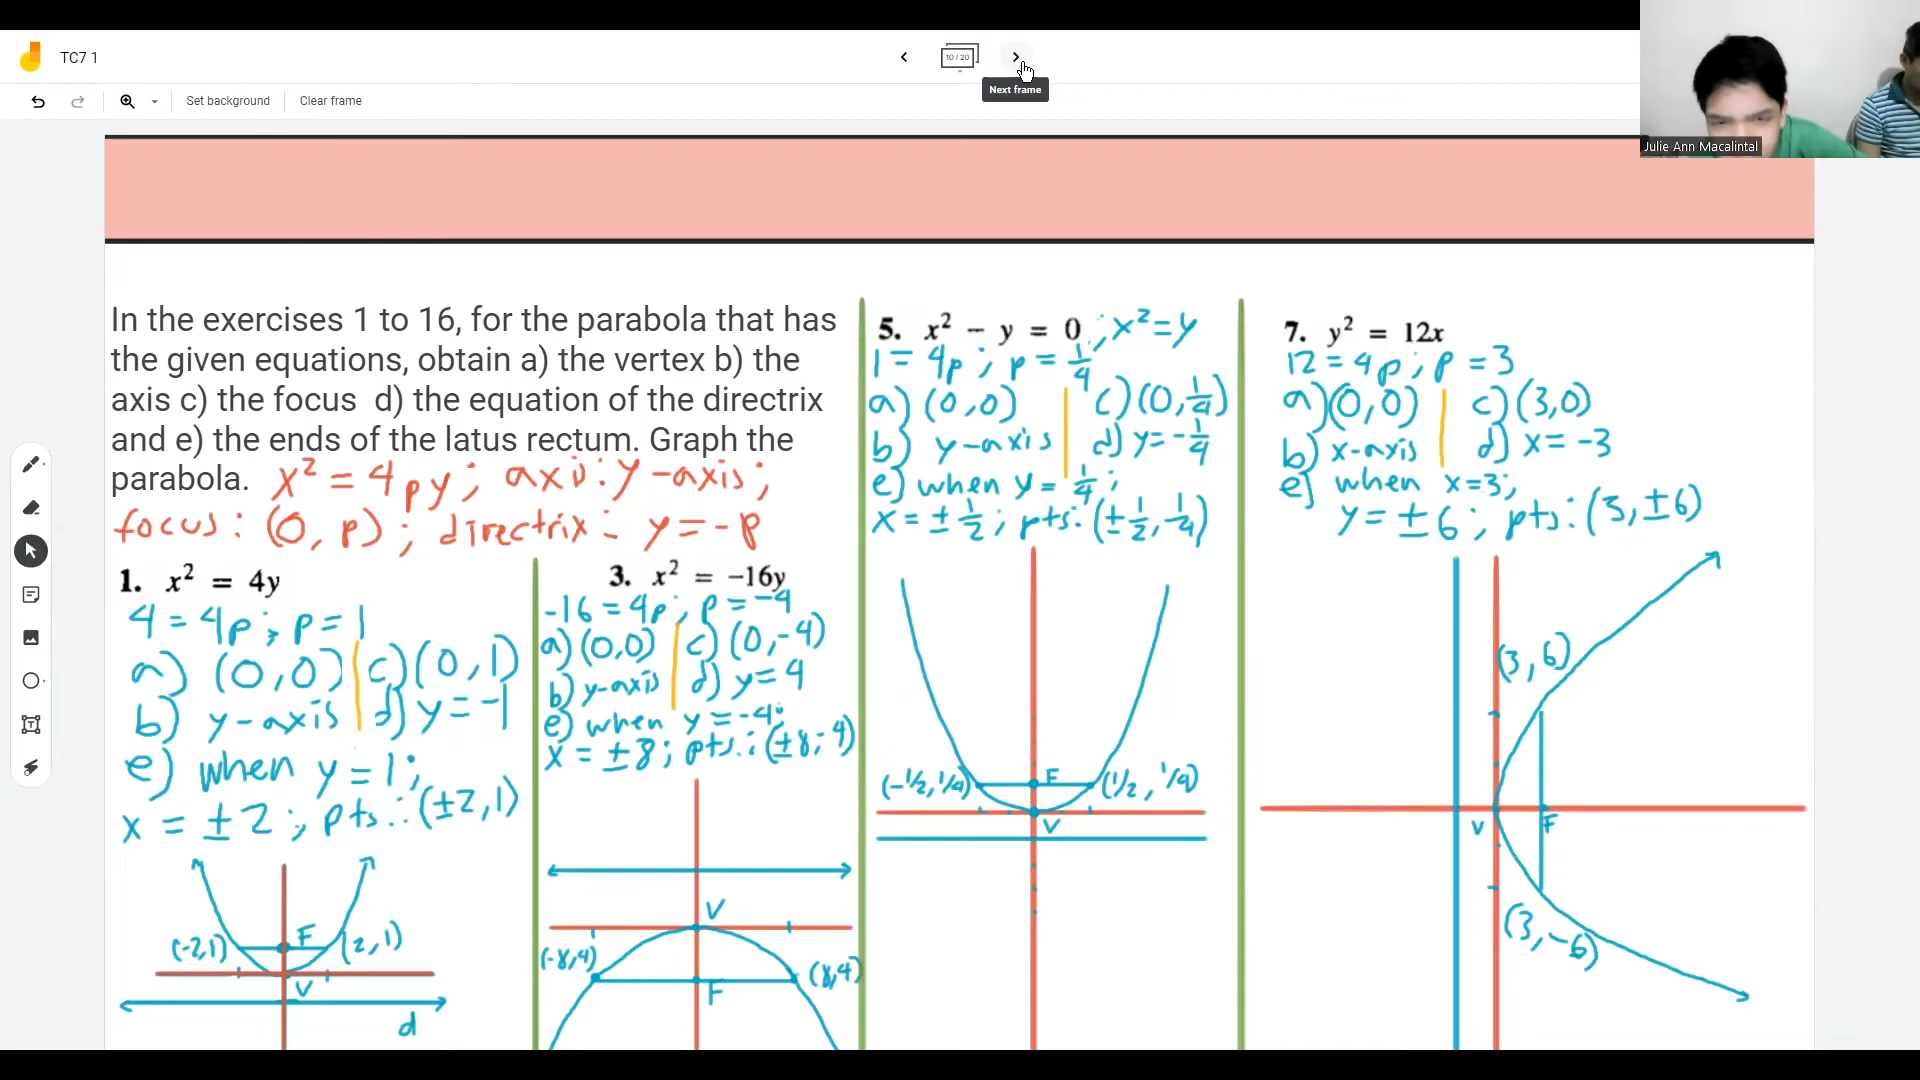 TC7 1
10 / 20
Next frame
Set background
Clear frame
Julie Ann Macalintal
In the exercises 1 to 16, for the parabola that has
the given equations, obtain a) the vertex b) the
axis c) the focus d) the equation of the directrix
and e) the ends of the latus rectum. Graph the
parabola. x² = 4py; axis: y-axis;
focus: (0, p); directrix: y = -p
1. x² = 4y
4 = 4p; p = 1
a) (0,0) c) (0,1)
b) y-axis d) y = -1
e) when y = 1;
x = ±2; pts.: (±2,1)
(-2,1) F (2,1)
V
d
3. x² = -16y
-16 = 4p; p = -4
a) (0,0) c) (0,-4)
b) y-axis d) y = 4
e) when y = -4;
x = ±8; pts.: (±8,-4)
V
(-8,4) (8,4)
F
5. x² - y = 0 ; x² = y
1 = 4p; p = 1/4
a) (0,0) c) (0,1/4)
b) y-axis d) y = -1/4
e) when y = 1/4;
x = ±1/2; pts: (±1/2, 1/4)
(-1/2, 1/4) F (1/2, 1/4)
V
7. y² = 12x
12 = 4p; p = 3
a) (0,0) c) (3,0)
b) x-axis d) x = -3
e) when x=3;
y = ±6; pts: (3,±6)
(3,6)
V F
(3,-6)